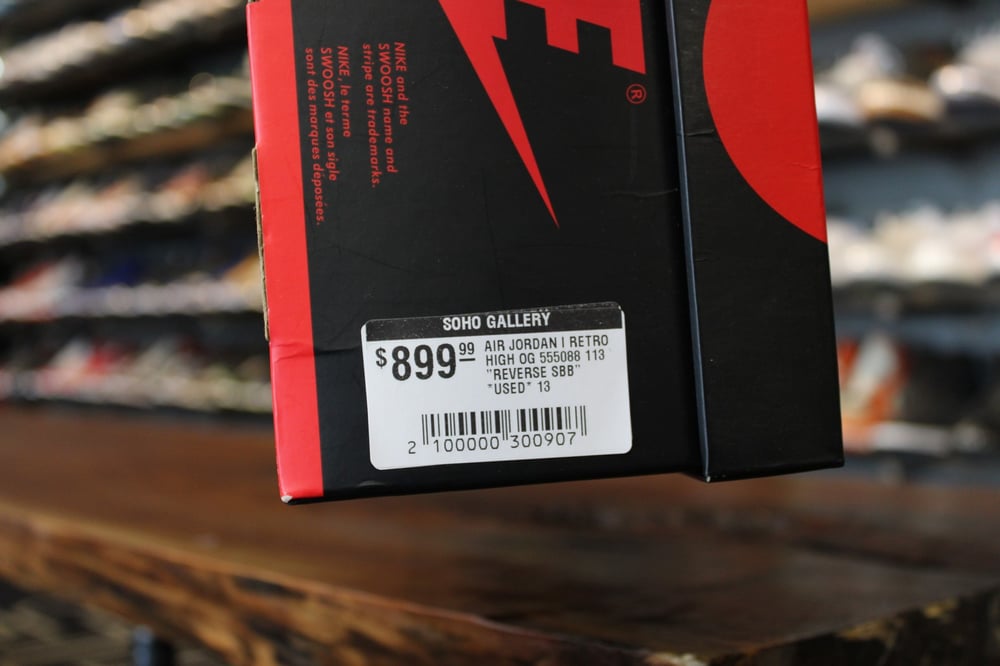 NIKE and the
SWOOSH name and
stripe are trademarks.
NIKE, le terme
SWOOSH et son sigle
sont des marques déposées.
®
SOHO GALLERY
$899.99
AIR JORDAN I RETRO
HIGH OG 555088 113
"REVERSE SBB"
*USED* 13
2 100000 300907